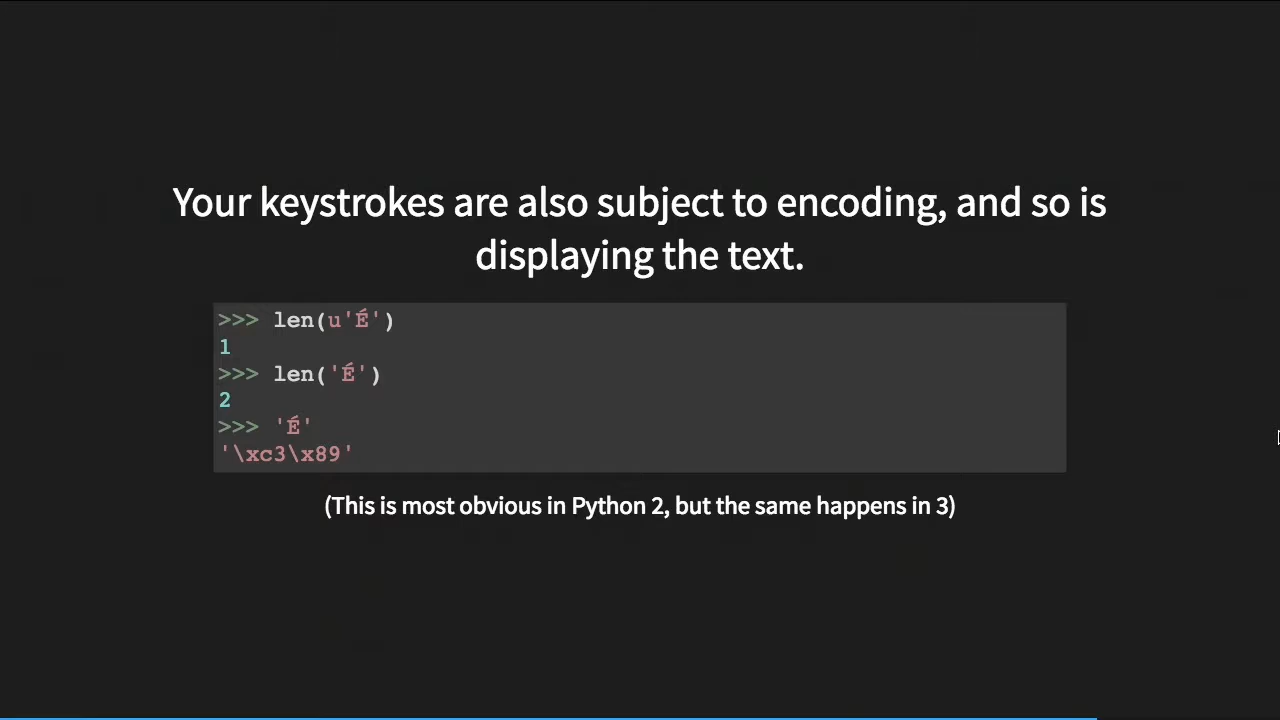 Your keystrokes are also subject to encoding, and so is
displaying the text.
>>> len(u'É')
1
>>> len('É')
2
>>> 'É'
'\xc3\x89'
(This is most obvious in Python 2, but the same happens in 3)